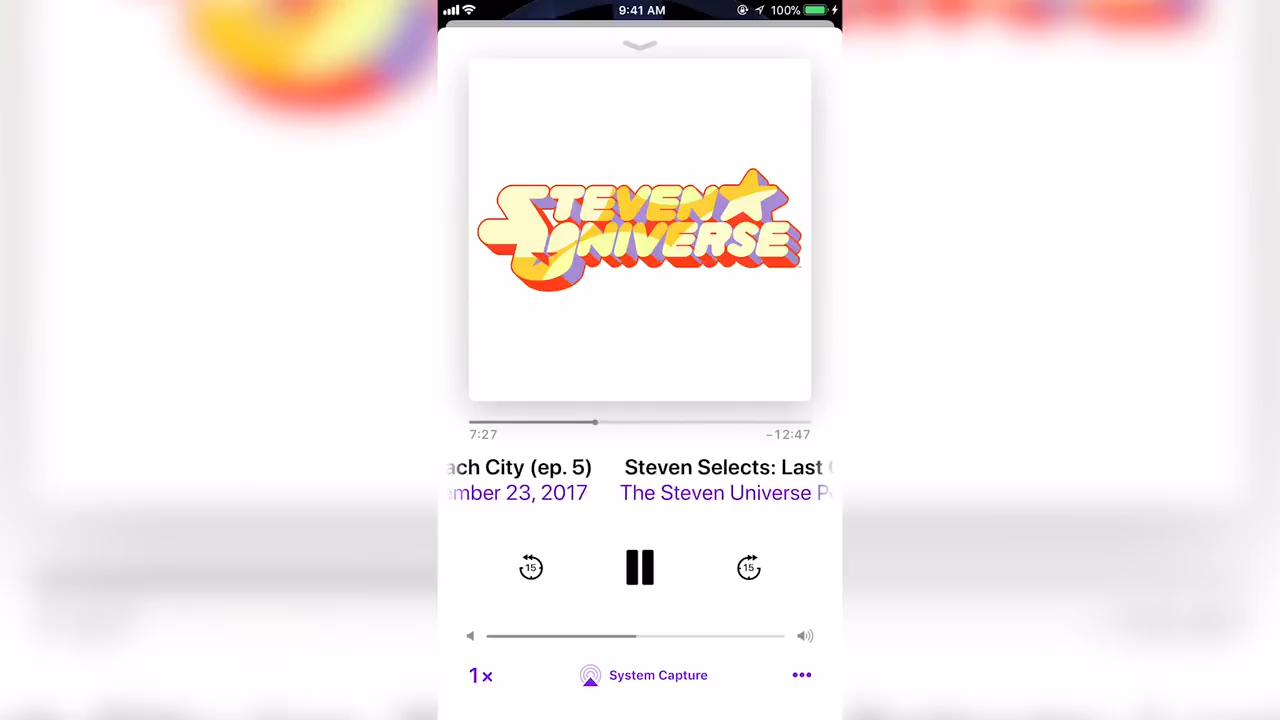 9:41 AM 100%
STEVEN
UNIVERSE
7:27 −12:47
ach City (ep. 5) Steven Selects: Last
ember 23, 2017 The Steven Universe P
15 15
1× System Capture